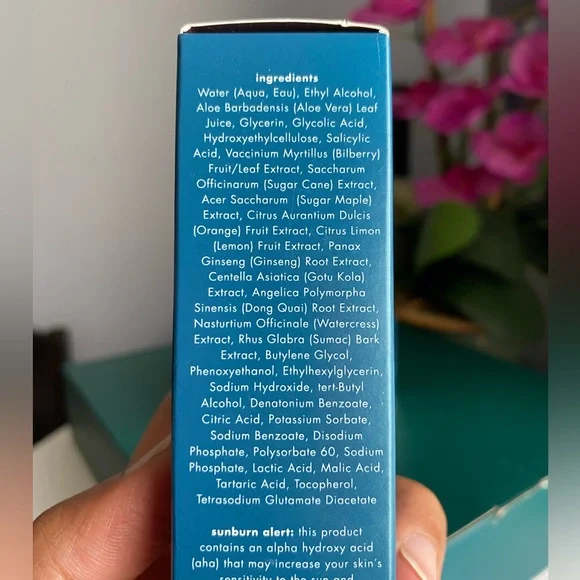 ingredients
Water (Aqua, Eau), Ethyl Alcohol,
Aloe Barbadensis (Aloe Vera) Leaf
Juice, Glycerin, Glycolic Acid,
Hydroxyethylcellulose, Salicylic
Acid, Vaccinium Myrtillus (Bilberry)
Fruit/Leaf Extract, Saccharum
Officinarum (Sugar Cane) Extract,
Acer Saccharum (Sugar Maple)
Extract, Citrus Aurantium Dulcis
(Orange) Fruit Extract, Citrus Limon
(Lemon) Fruit Extract, Panax
Ginseng (Ginseng) Root Extract,
Centella Asiatica (Gotu Kola)
Extract, Angelica Polymorpha
Sinensis (Dong Quai) Root Extract,
Nasturtium Officinale (Watercress)
Extract, Rhus Glabra (Sumac) Bark
Extract, Butylene Glycol,
Phenoxyethanol, Ethylhexylglycerin,
Sodium Hydroxide, tert-Butyl
Alcohol, Denatonium Benzoate,
Citric Acid, Potassium Sorbate,
Sodium Benzoate, Disodium
Phosphate, Polysorbate 60, Sodium
Phosphate, Lactic Acid, Malic Acid,
Tartaric Acid, Tocopherol,
Tetrasodium Glutamate Diacetate
sunburn alert: this product
contains an alpha hydroxy acid
(aha) that may increase your skin's
sensitivity to the sun and